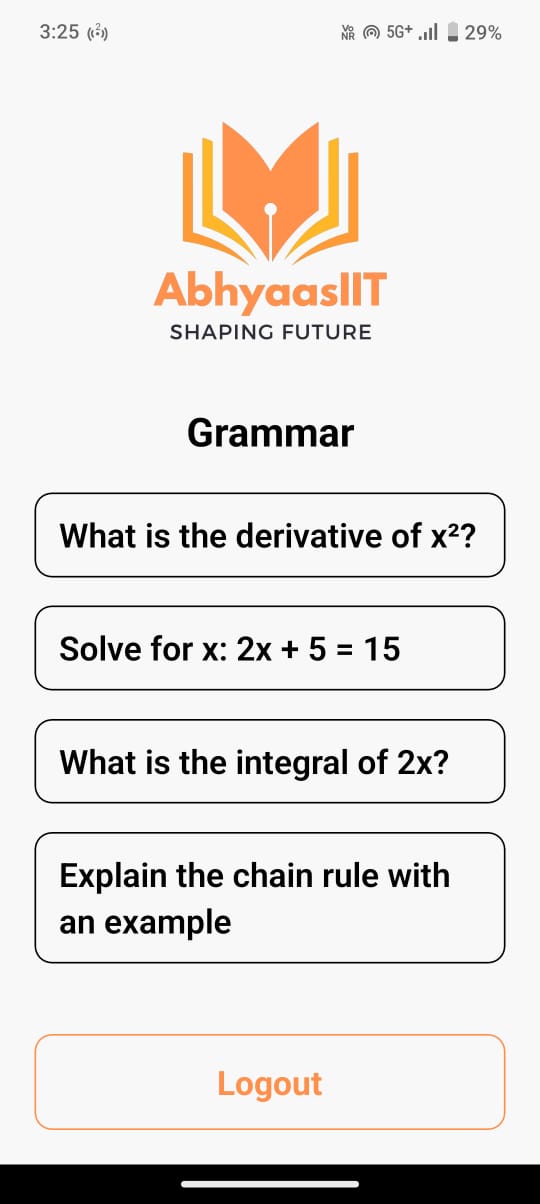 3:25
Vo
NR 5G+ 29%
AbhyaasIIT
SHAPING FUTURE
Grammar
What is the derivative of x²?
Solve for x: 2x + 5 = 15
What is the integral of 2x?
Explain the chain rule with
an example
Logout